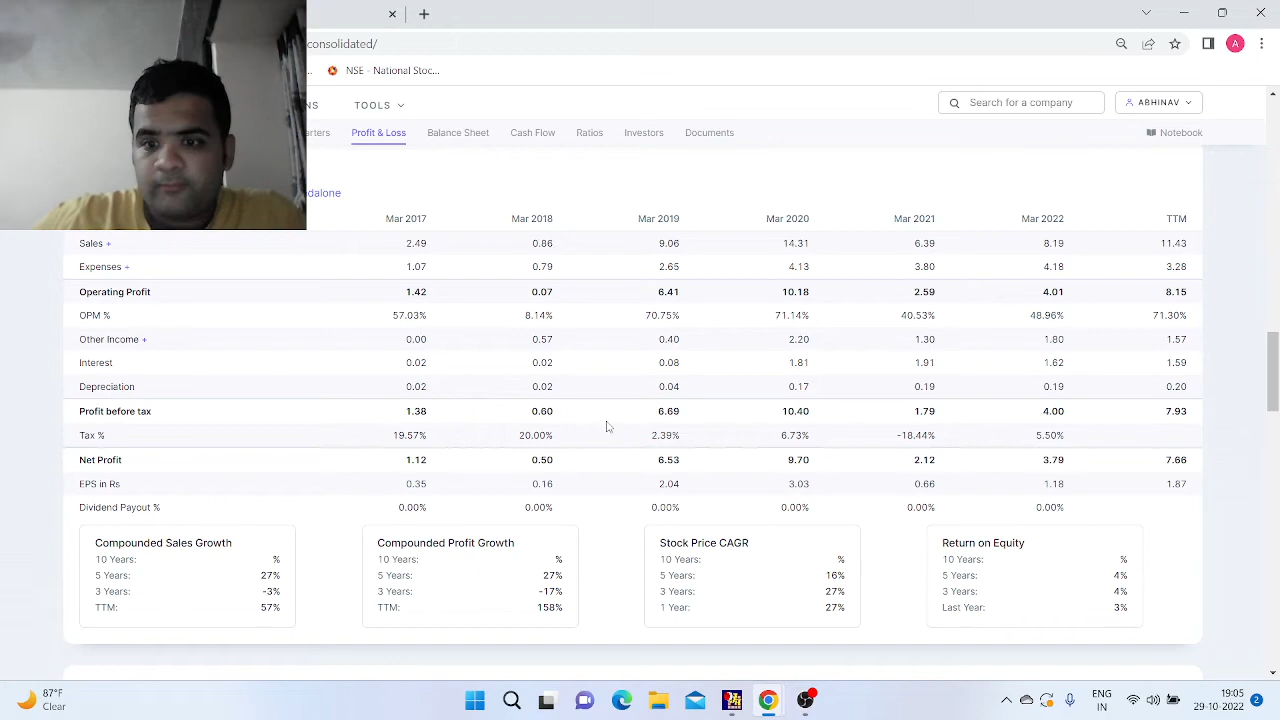 consolidated/
... NSE - National Stoc...
NS TOOLS Search for a company ABHINAV
arters Profit & Loss Balance Sheet Cash Flow Ratios Investors Documents Notebook
dalone
Mar 2017 Mar 2018 Mar 2019 Mar 2020 Mar 2021 Mar 2022 TTM
Sales + 2.49 0.86 9.06 14.31 6.39 8.19 11.43
Expenses + 1.07 0.79 2.65 4.13 3.80 4.18 3.28
Operating Profit 1.42 0.07 6.41 10.18 2.59 4.01 8.15
OPM % 57.03% 8.14% 70.75% 71.14% 40.53% 48.96% 71.30%
Other Income + 0.00 0.57 0.40 2.20 1.30 1.80 1.57
Interest 0.02 0.02 0.08 1.81 1.91 1.62 1.59
Depreciation 0.02 0.02 0.04 0.17 0.19 0.19 0.20
Profit before tax 1.38 0.60 6.69 10.40 1.79 4.00 7.93
Tax % 19.57% 20.00% 2.39% 6.73% -18.44% 5.50%
Net Profit 1.12 0.50 6.53 9.70 2.12 3.79 7.66
EPS in Rs 0.35 0.16 2.04 3.03 0.66 1.18 1.87
Dividend Payout % 0.00% 0.00% 0.00% 0.00% 0.00% 0.00%
Compounded Sales Growth
10 Years: %
5 Years: 27%
3 Years: -3%
TTM: 57%
Compounded Profit Growth
10 Years: %
5 Years: 27%
3 Years: -17%
TTM: 158%
Stock Price CAGR
10 Years: %
5 Years: 16%
3 Years: 27%
1 Year: 27%
Return on Equity
10 Years: %
5 Years: 4%
3 Years: 4%
Last Year: 3%
87°F
Clear
ENG
IN
19:05
29-10-2022
2
A